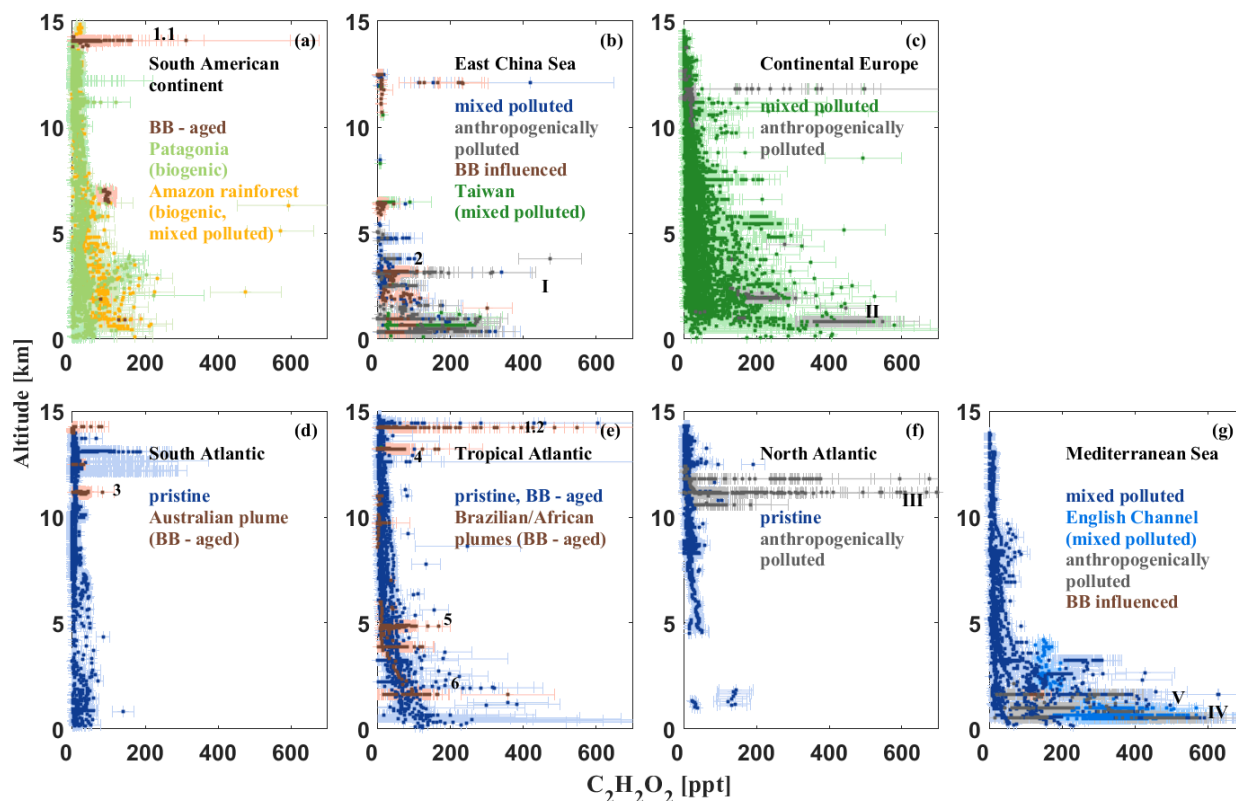 15
10
5
0
0 200 400 600
1.1
(a)
South American
continent
BB - aged
Patagonia
(biogenic)
Amazon rainforest
(biogenic,
mixed polluted)
15
10
5
0
0 200 400 600
(b)
East China Sea
mixed polluted
anthropogenically
polluted
BB influenced
Taiwan
(mixed polluted)
2
I
15
10
5
0
0 200 400 600
(c)
Continental Europe
mixed polluted
anthropogenically
polluted
II
Altitude [km]
15
10
5
0
0 200 400 600
(d)
South Atlantic
3
pristine
Australian plume
(BB - aged)
15
10
5
0
0 200 400 600
1.2
(e)
4
Tropical Atlantic
pristine, BB - aged
Brazilian/African
plumes (BB - aged)
5
6
15
10
5
0
0 200 400 600
(f)
North Atlantic
III
pristine
anthropogenically
polluted
15
10
5
0
0 200 400 600
(g)
Mediterranean Sea
mixed polluted
English Channel
(mixed polluted)
anthropogenically
polluted
BB influenced
V
IV
C₂H₂O₂ [ppt]